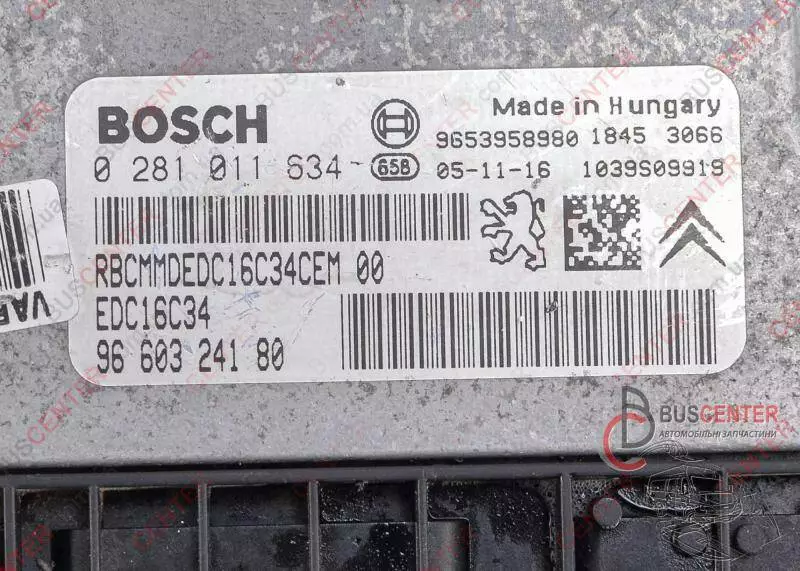 BOSCH
Made in Hungary
9653958980 1845 3066
0 281 011 634
65B
05-11-16 1039S09919
RBCMMDEDC16C34CEM 00
EDC16C34
96 603 241 80
BUSCENTER
АВТОМОБІЛЬНІ ЗАПЧАСТИНИ